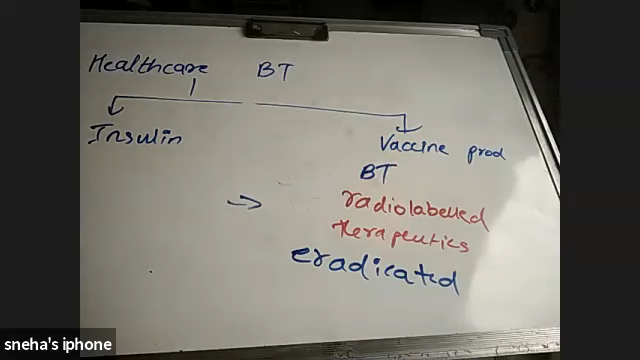 Healthcare BT
Insulin
Vaccine prod
BT
radiolabelled
therapeutics
eradicated
sneha's iphone